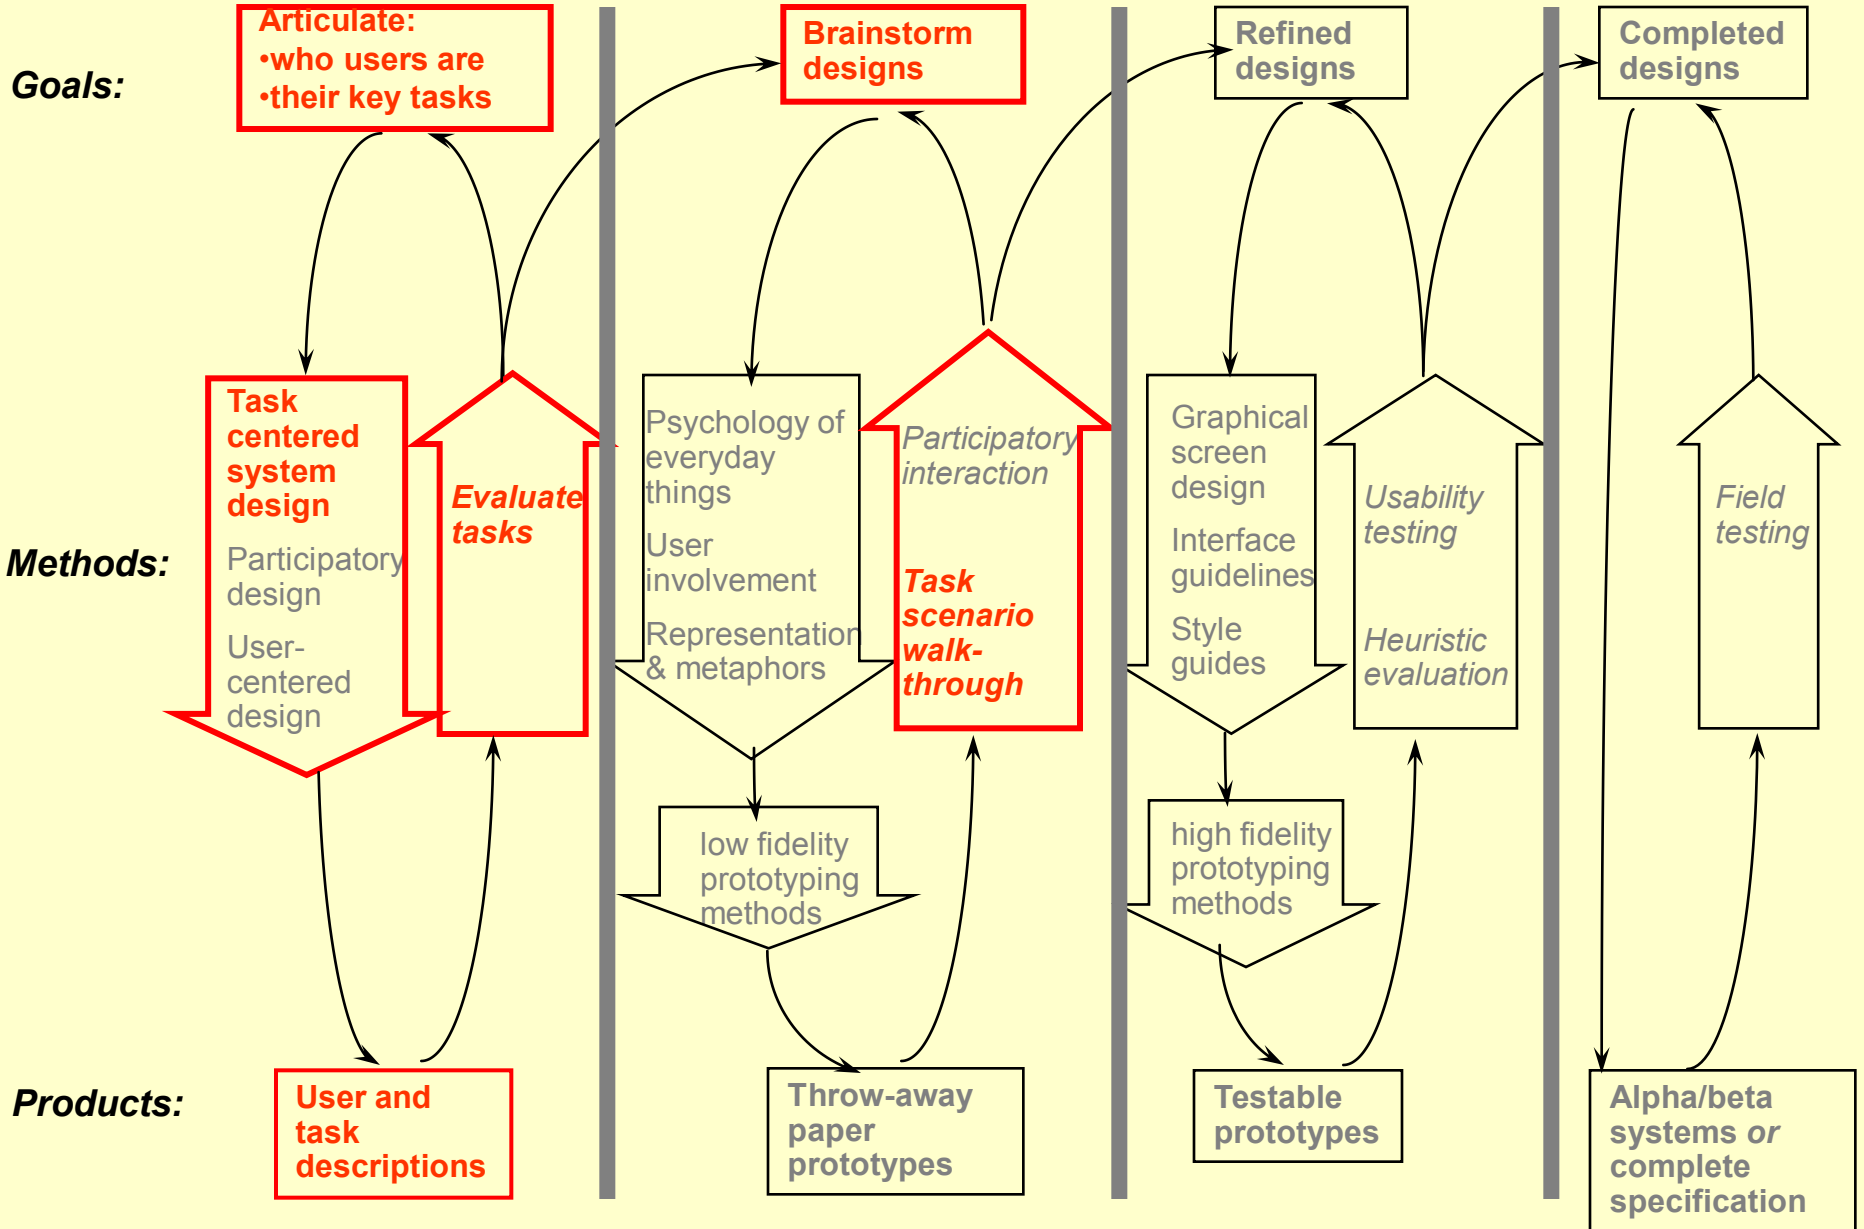 Goals:
Articulate:
•who users are
•their key tasks
Brainstorm
designs
Refined
designs
Completed
designs
Methods:
Task
centered
system
design
Participatory
design
User-
centered
design
Evaluate
tasks
Psychology of
everyday
things
User
involvement
Representation
& metaphors
low fidelity
prototyping
methods
Participatory
interaction
Task
scenario
walk-
through
Graphical
screen
design
Interface
guidelines
Style
guides
high fidelity
prototyping
methods
Usability
testing
Heuristic
evaluation
Field
testing
Products:
User and
task
descriptions
Throw-away
paper
prototypes
Testable
prototypes
Alpha/beta
systems or
complete
specification